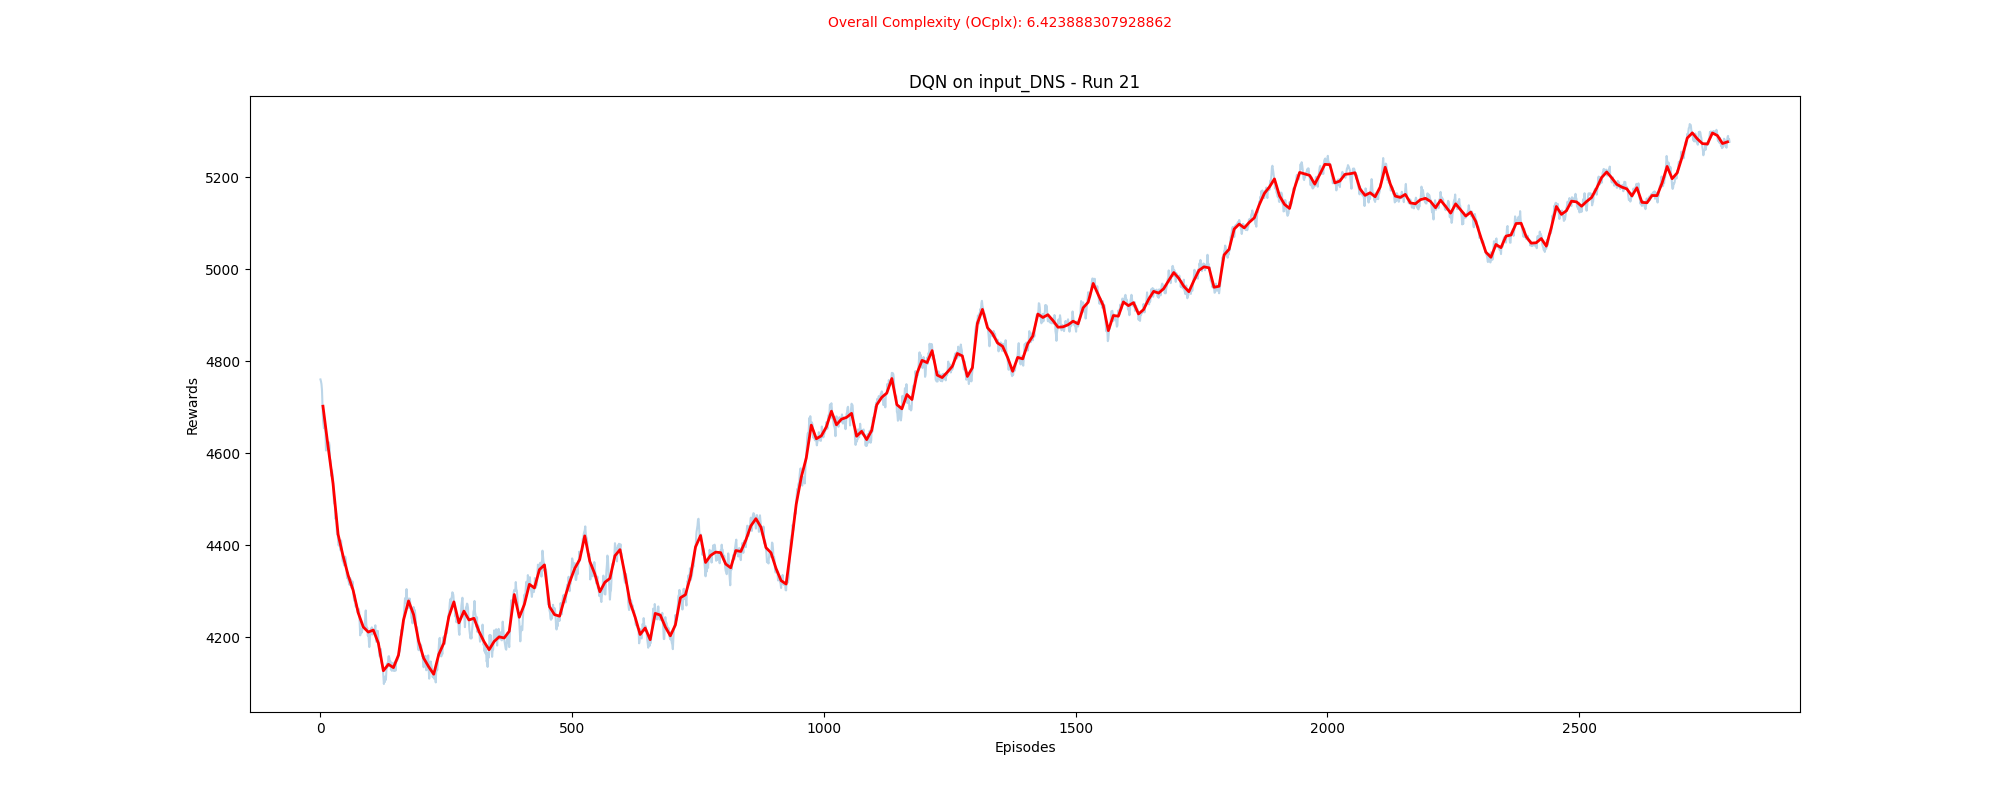 Overall Complexity (OCplx): 6.423888307928862
DQN on input_DNS - Run 21
Rewards
5200
5000
4800
4600
4400
4200
0 500 1000 1500 2000 2500
Episodes